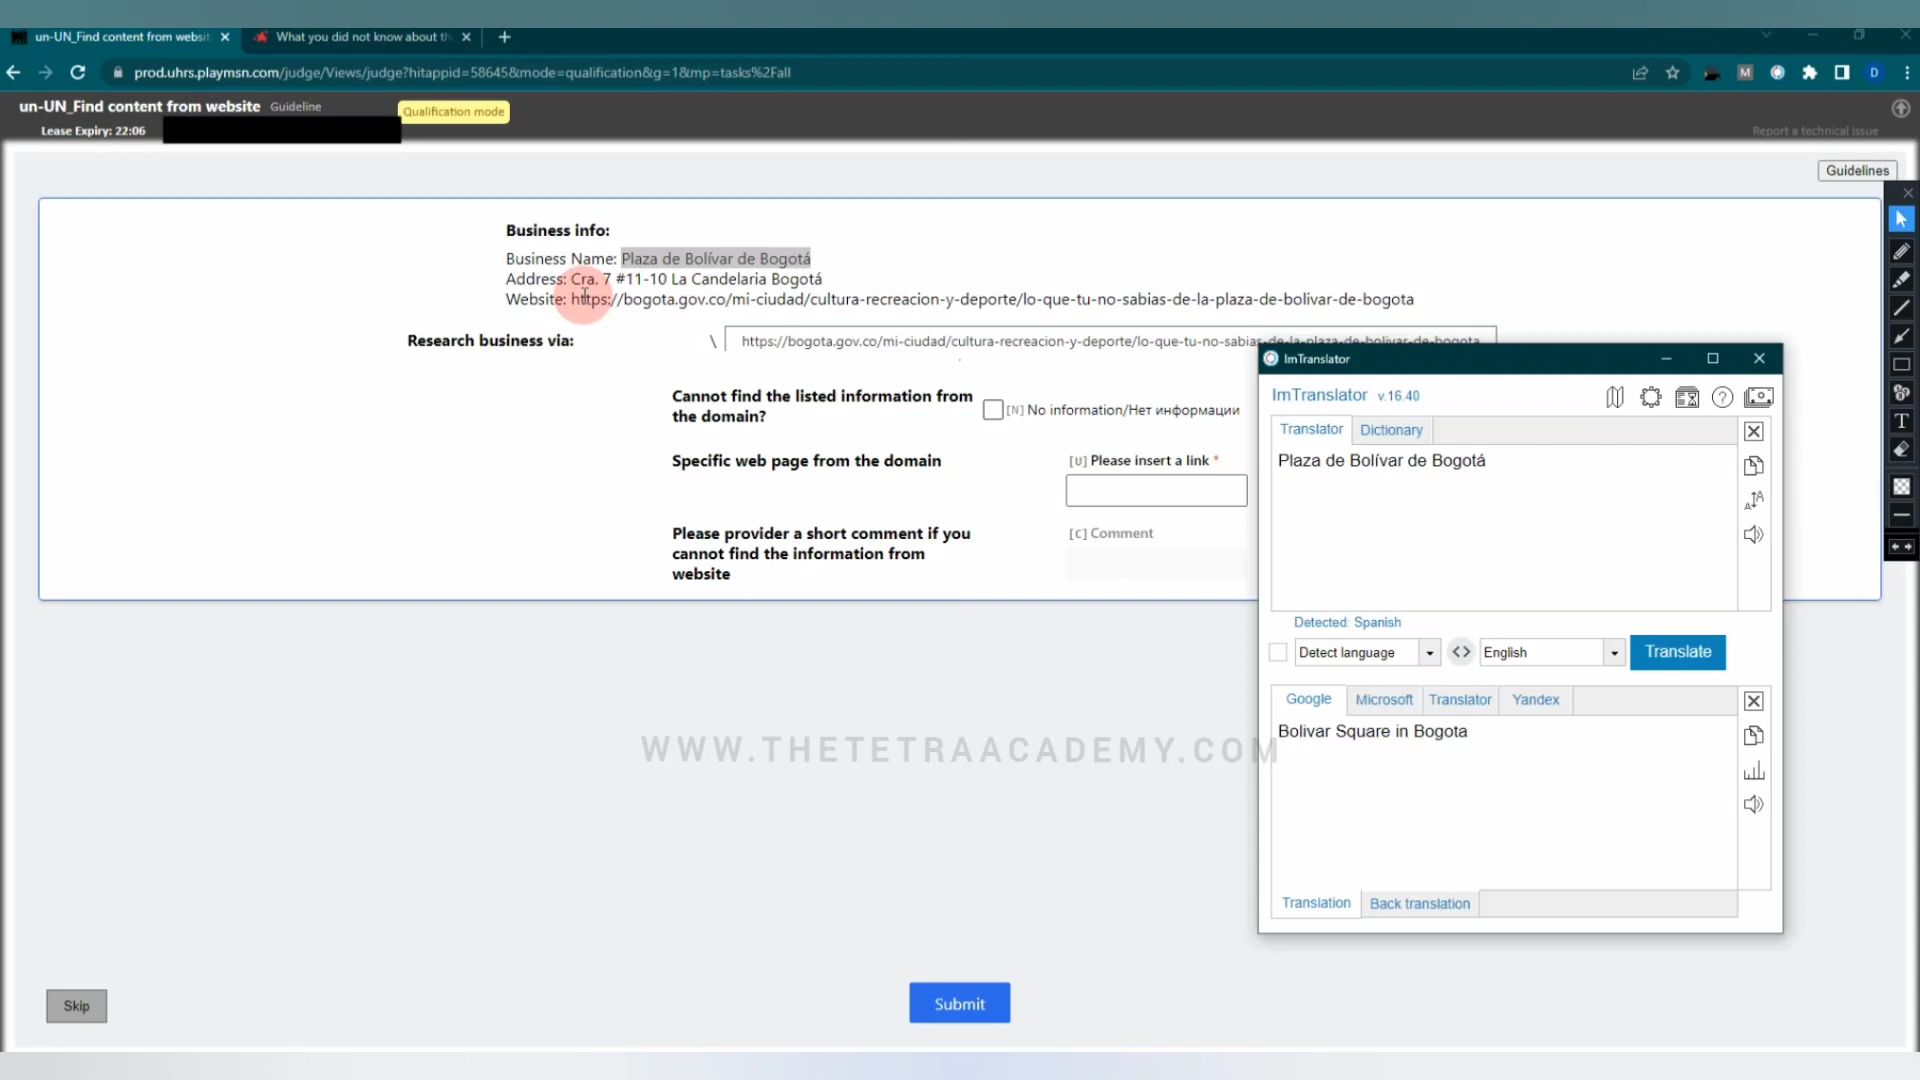 un-UN_Find content from websit
What you did not know about th
prod.uhrs.playmsn.com/judge/Views/judge?hitappid=58645&mode=qualification&g=1&mp=tasks%2Fall
M
D
un-UN_Find content from website Guideline
Qualification mode
Lease Expiry: 22:06
Report a technical issue
Guidelines
Business info:
Business Name: Plaza de Bolívar de Bogotá
Address: Cra. 7 #11-10 La Candelaria Bogotá
Website: https://bogota.gov.co/mi-ciudad/cultura-recreacion-y-deporte/lo-que-tu-no-sabias-de-la-plaza-de-bolivar-de-bogota
Research business via:
\ https://bogota.gov.co/mi-ciudad/cultura-recreacion-y-deporte/lo-que-tu-no-sabias-de-la-plaza-de-bolivar-de-bogota
Cannot find the listed information from
the domain?
[N] No information/Нет информации
Specific web page from the domain
[U] Please insert a link *
Please provider a short comment if you
cannot find the information from
website
[C] Comment
ImTranslator
ImTranslator v.16.40
Translator Dictionary
Plaza de Bolívar de Bogotá
Detected: Spanish
Detect language
English
Translate
Google Microsoft Translator Yandex
Bolivar Square in Bogota
Translation Back translation
WWW.THETETRAACADEMY.COM
Skip
Submit